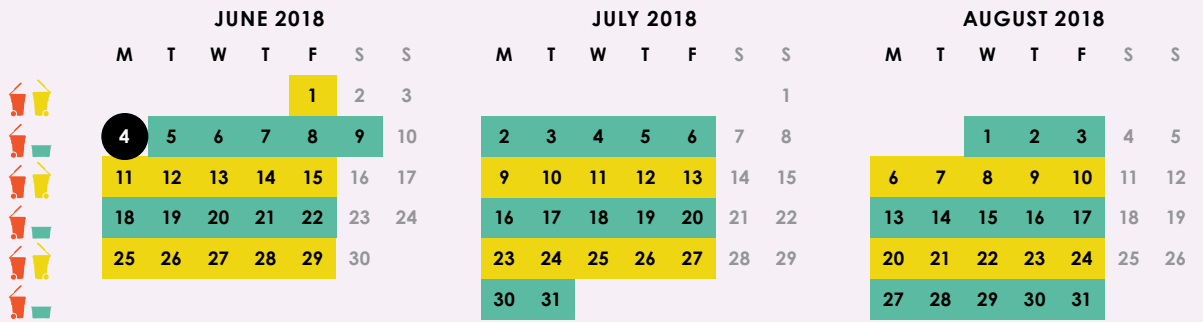 JUNE 2018
M T W T F S S
1 2 3
4 5 6 7 8 9 10
11 12 13 14 15 16 17
18 19 20 21 22 23 24
25 26 27 28 29 30
JULY 2018
M T W T F S S
1
2 3 4 5 6 7 8
9 10 11 12 13 14 15
16 17 18 19 20 21 22
23 24 25 26 27 28 29
30 31
AUGUST 2018
M T W T F S S
1 2 3 4 5
6 7 8 9 10 11 12
13 14 15 16 17 18 19
20 21 22 23 24 25 26
27 28 29 30 31